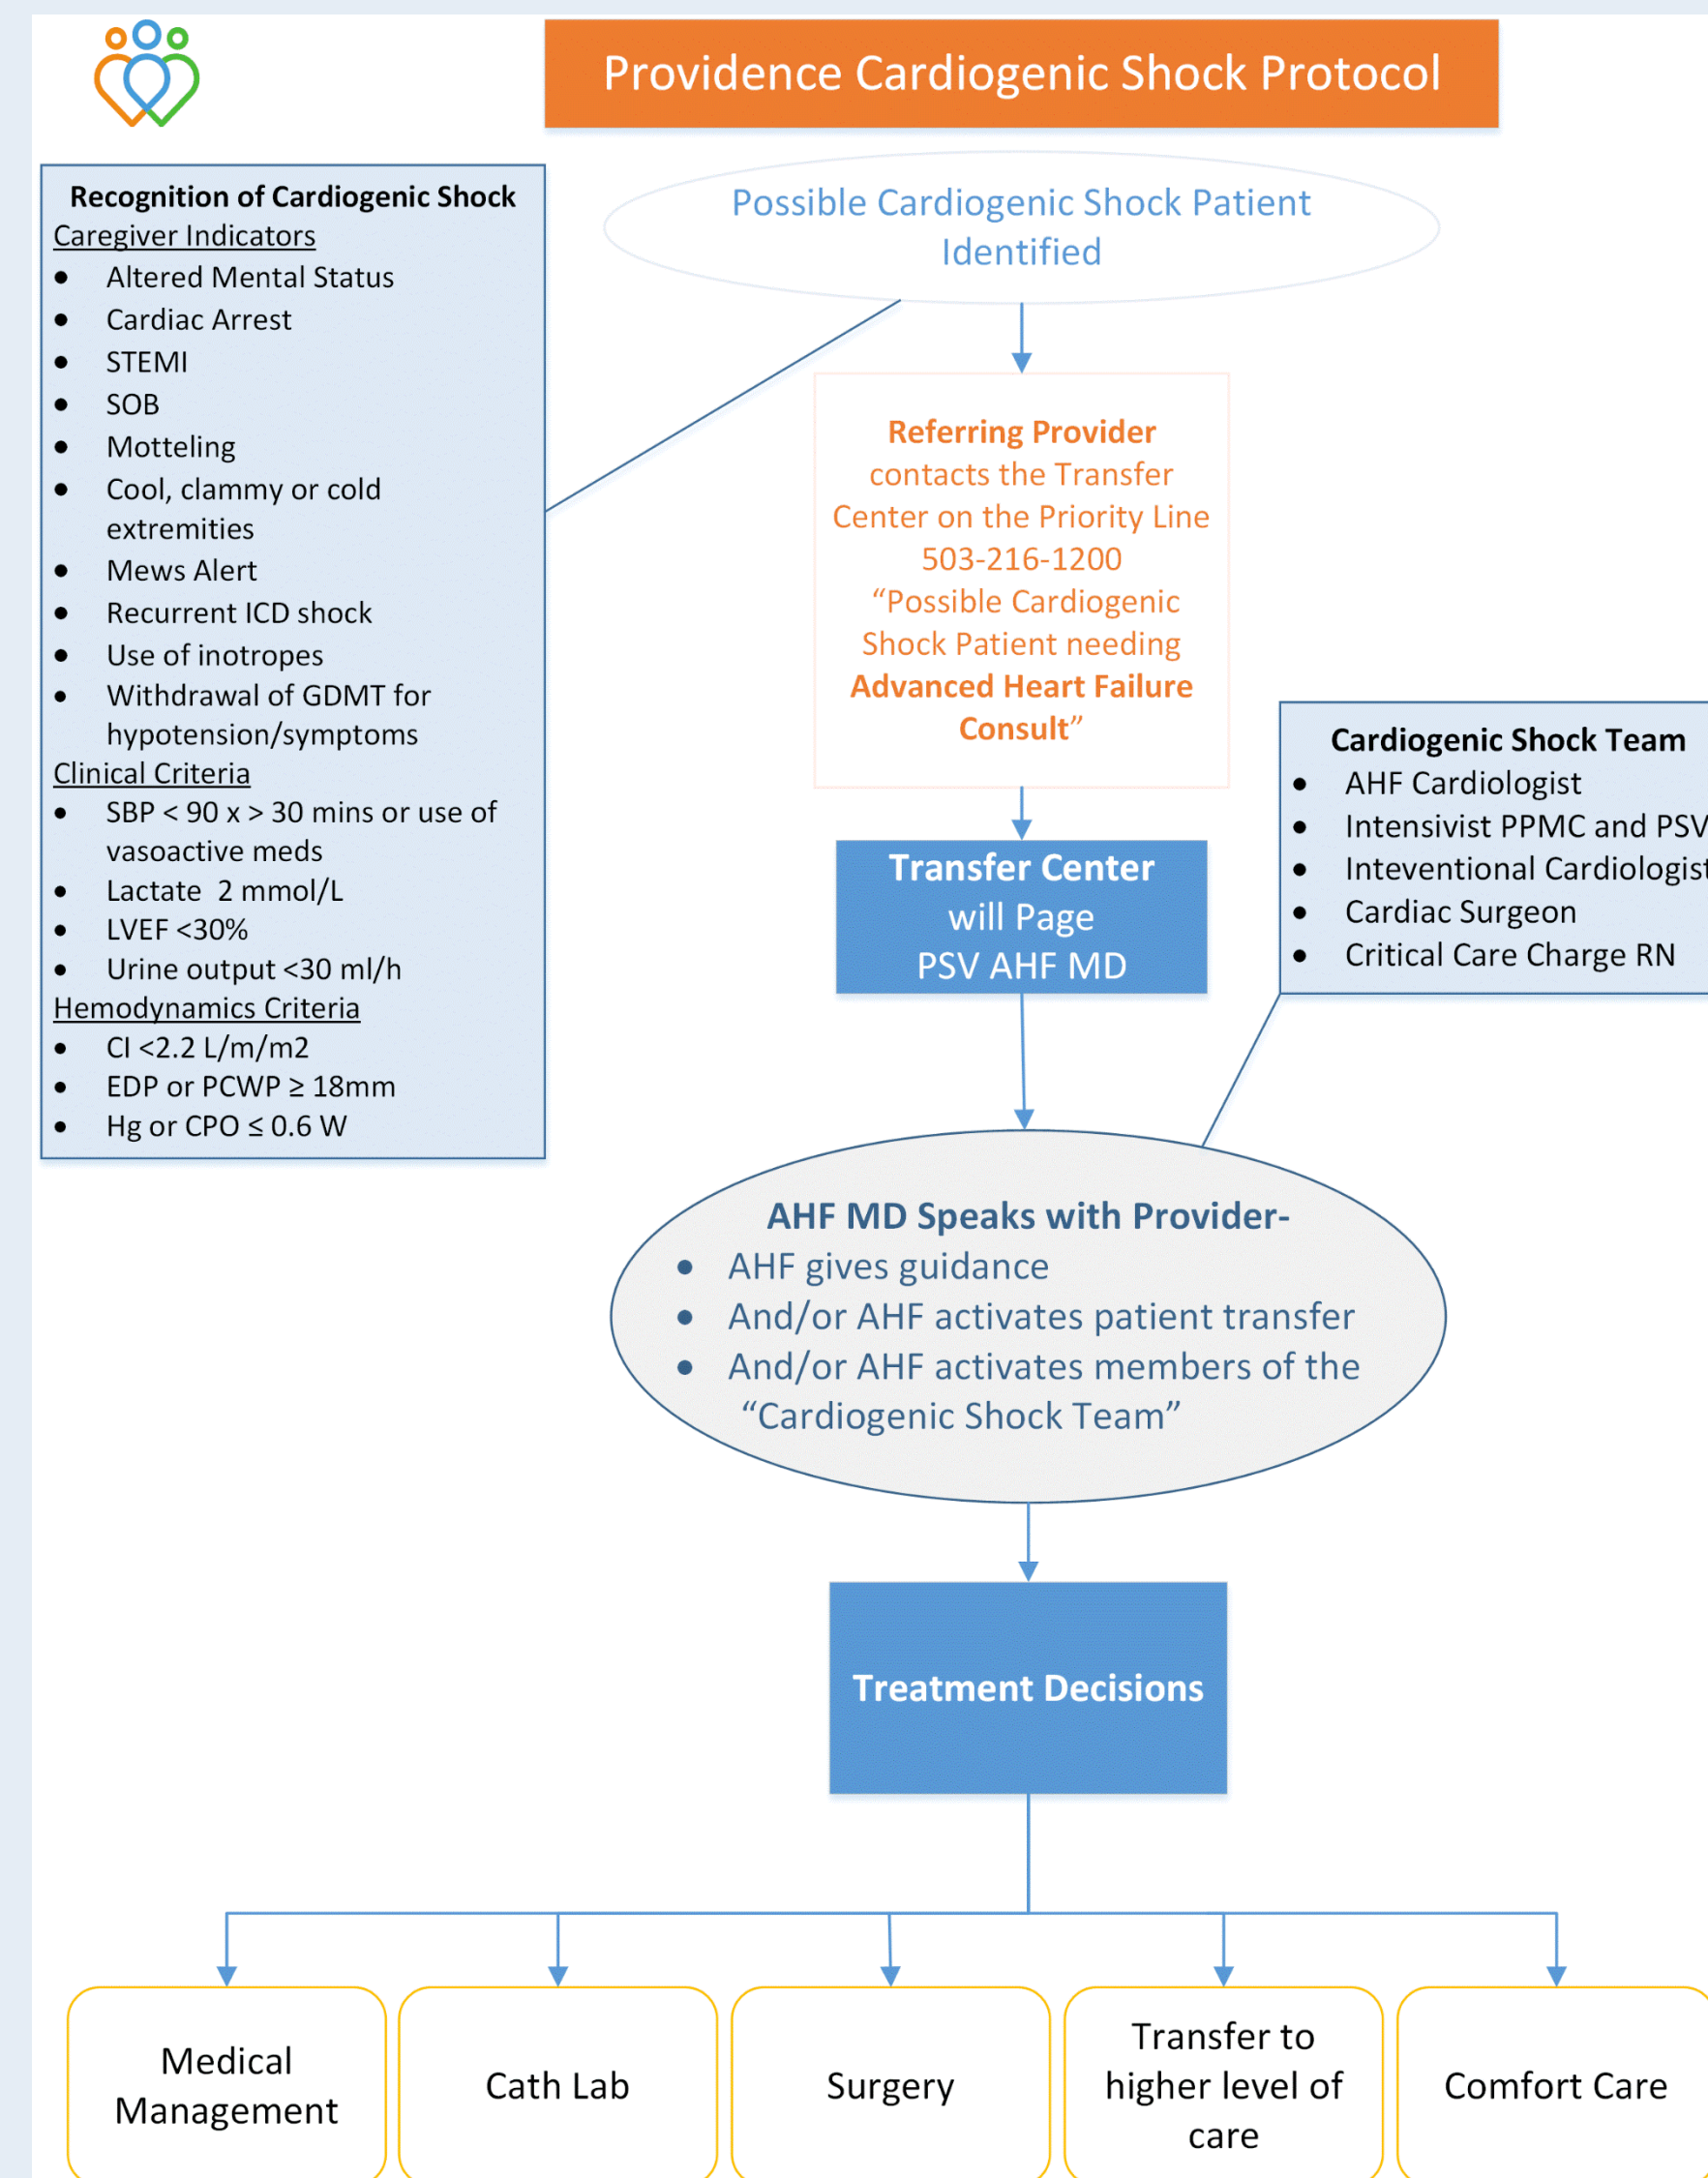 Providence Cardiogenic Shock Protocol
Recognition of Cardiogenic Shock
Caregiver Indicators
• Altered Mental Status
• Cardiac Arrest
• STEMI
• SOB
• Motteling
• Cool, clammy or cold
extremities
• Mews Alert
• Recurrent ICD shock
• Use of inotropes
• Withdrawal of GDMT for
hypotension/symptoms
Clinical Criteria
• SBP < 90 x > 30 mins or use of
vasoactive meds
• Lactate 2 mmol/L
• LVEF <30%
• Urine output <30 ml/h
Hemodynamics Criteria
• CI <2.2 L/m/m2
• EDP or PCWP ≥ 18mm
• Hg or CPO ≤ 0.6 W
Possible Cardiogenic Shock Patient
Identified
Referring Provider
contacts the Transfer
Center on the Priority Line
503-216-1200
“Possible Cardiogenic
Shock Patient needing
Advanced Heart Failure
Consult”
Transfer Center
will Page
PSV AHF MD
Cardiogenic Shock Team
• AHF Cardiologist
• Intensivist PPMC and PSV
• Inteventional Cardiologist
• Cardiac Surgeon
• Critical Care Charge RN
AHF MD Speaks with Provider-
• AHF gives guidance
• And/or AHF activates patient transfer
• And/or AHF activates members of the
“Cardiogenic Shock Team”
Treatment Decisions
Medical
Management
Cath Lab
Surgery
Transfer to
higher level of
care
Comfort Care